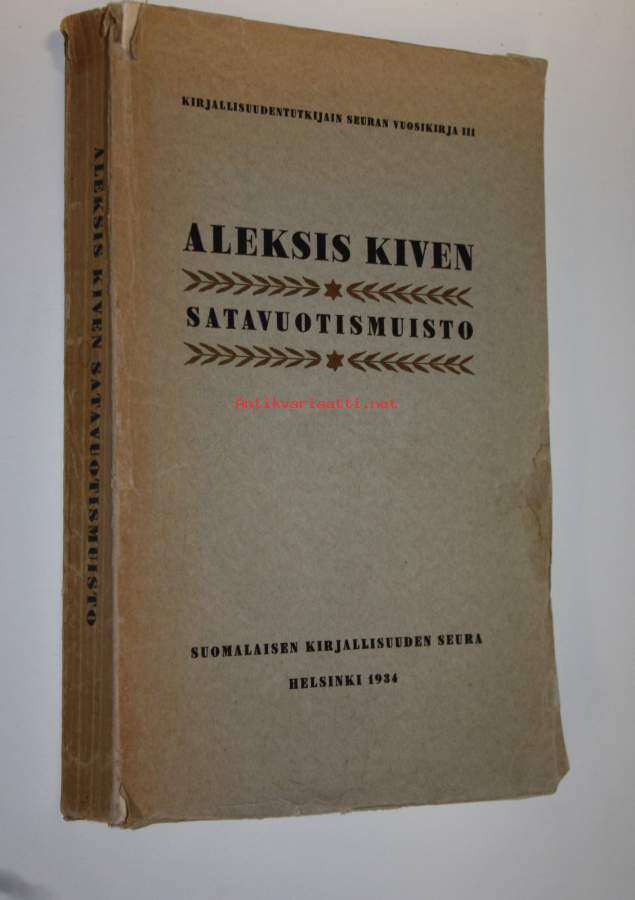 KIRJALLISUUDENTUTKIJAIN SEURAN VUOSIKIRJA III
ALEKSIS KIVEN
SATAVUOTISMUISTO
Antikvariaatti.net
SUOMALAISEN KIRJALLISUUDEN SEURA
HELSINKI 1934
ALEKSIS KIVEN SATAVUOTISMUISTO